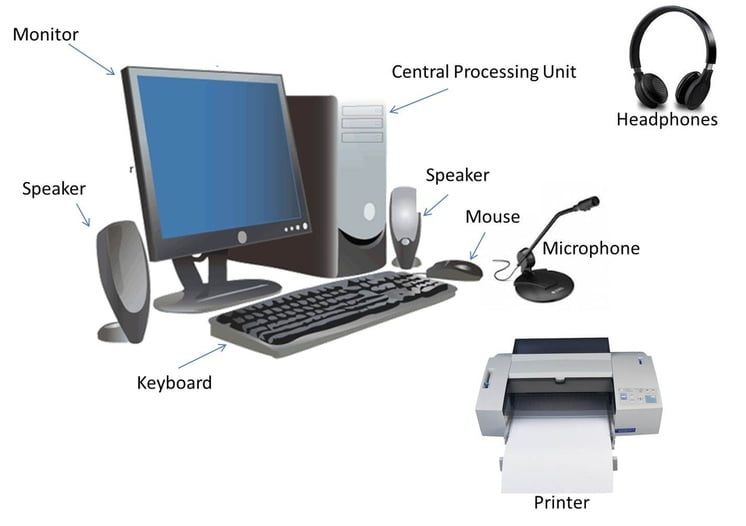 Monitor
Central Processing Unit
Headphones
Speaker
Speaker
Mouse
Microphone
Keyboard
Printer